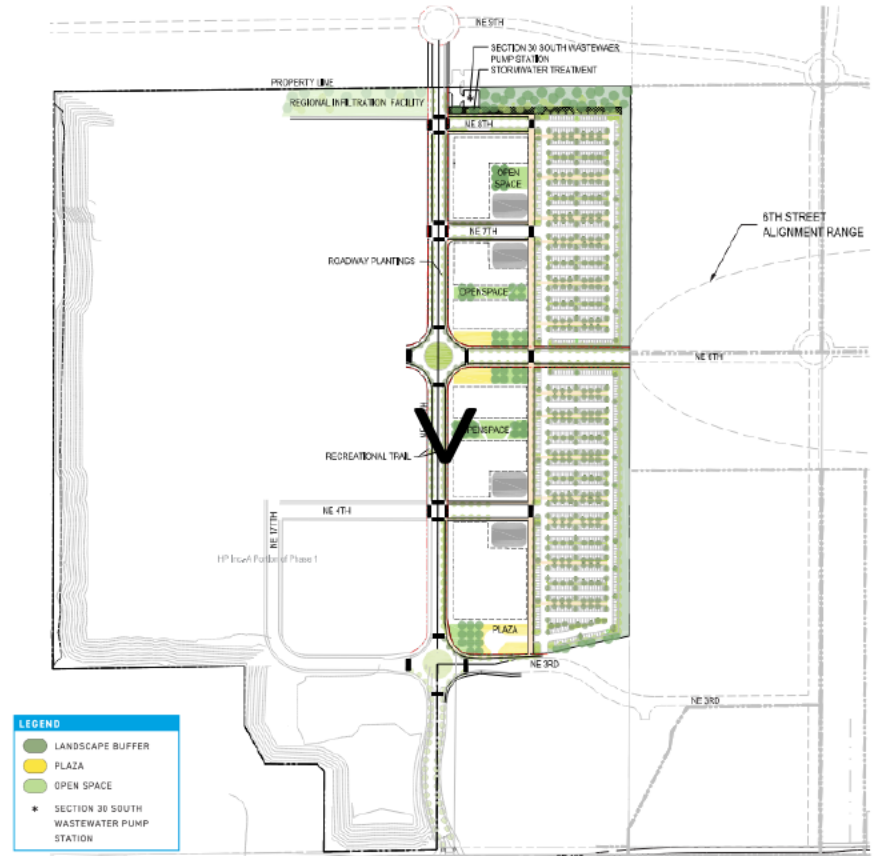 NE 9TH
SECTION 30 SOUTH WASTEWAER
PUMP STATION
STORMWATER TREATMENT
PROPERTY LINE
REGIONAL INFILTRATION FACILITY
NE 8TH
OPEN
SPACE
6TH STREET
ALIGNMENT RANGE
NE 7TH
ROADWAY PLANTINGS
OPENSPACE
NE 6TH
V
OPENSPACE
RECREATIONAL TRAIL
NE 4TH
NE 177TH
HP Inc-A Portion of Phase 1
PLAZA
NE 3RD
NE 3RD
LEGEND
LANDSCAPE BUFFER
PLAZA
OPEN SPACE
* SECTION 30 SOUTH
WASTEWATER PUMP
STATION